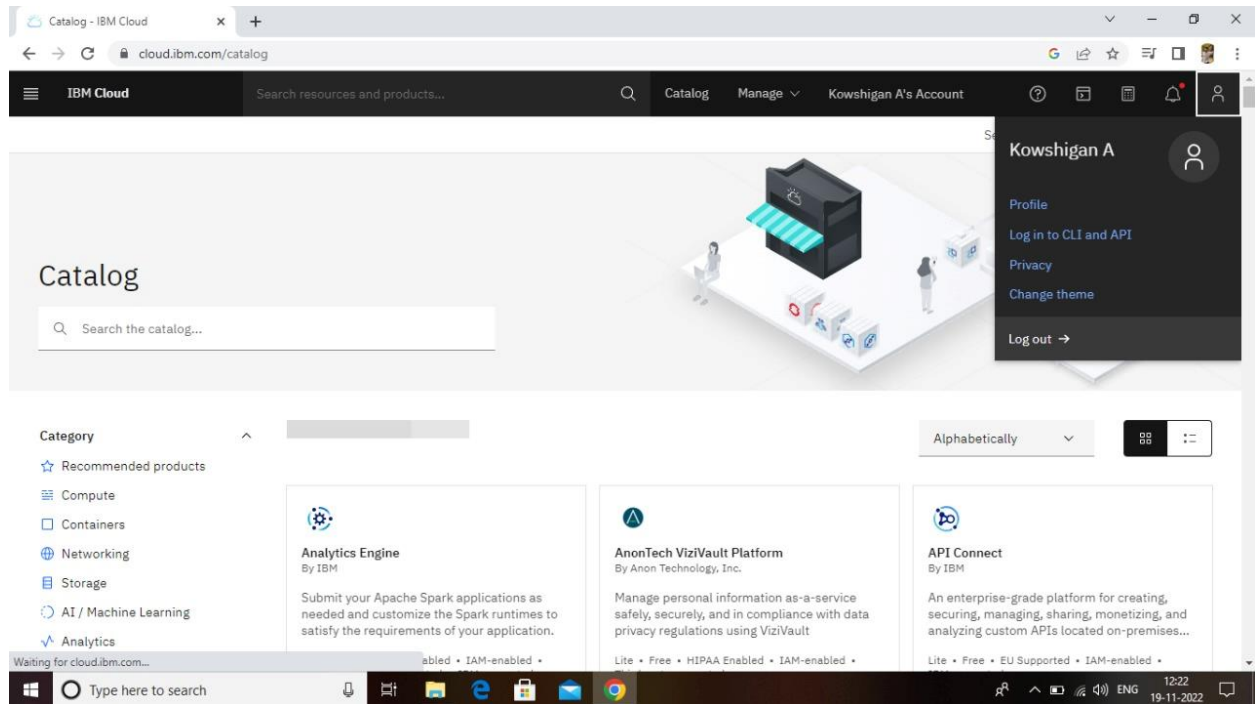 Catalog - IBM Cloud
cloud.ibm.com/catalog
IBM Cloud
Search resources and products...
Catalog
Manage
Kowshigan A's Account
Se
Kowshigan A
Profile
Log in to CLI and API
Privacy
Change theme
Log out →
Catalog
Search the catalog...
Category
Recommended products
Compute
Containers
Networking
Storage
AI / Machine Learning
Analytics
Alphabetically
Analytics Engine
By IBM
Submit your Apache Spark applications as
needed and customize the Spark runtimes to
satisfy the requirements of your application.
abled • IAM-enabled •
AnonTech ViziVault Platform
By Anon Technology, Inc.
Manage personal information as-a-service
safely, securely, and in compliance with data
privacy regulations using ViziVault
Lite • Free • HIPAA Enabled • IAM-enabled •
API Connect
By IBM
An enterprise-grade platform for creating,
securing, managing, sharing, monetizing, and
analyzing custom APIs located on-premises...
Lite • Free • EU Supported • IAM-enabled •
Waiting for cloud.ibm.com...
Type here to search
ENG
12:22
19-11-2022